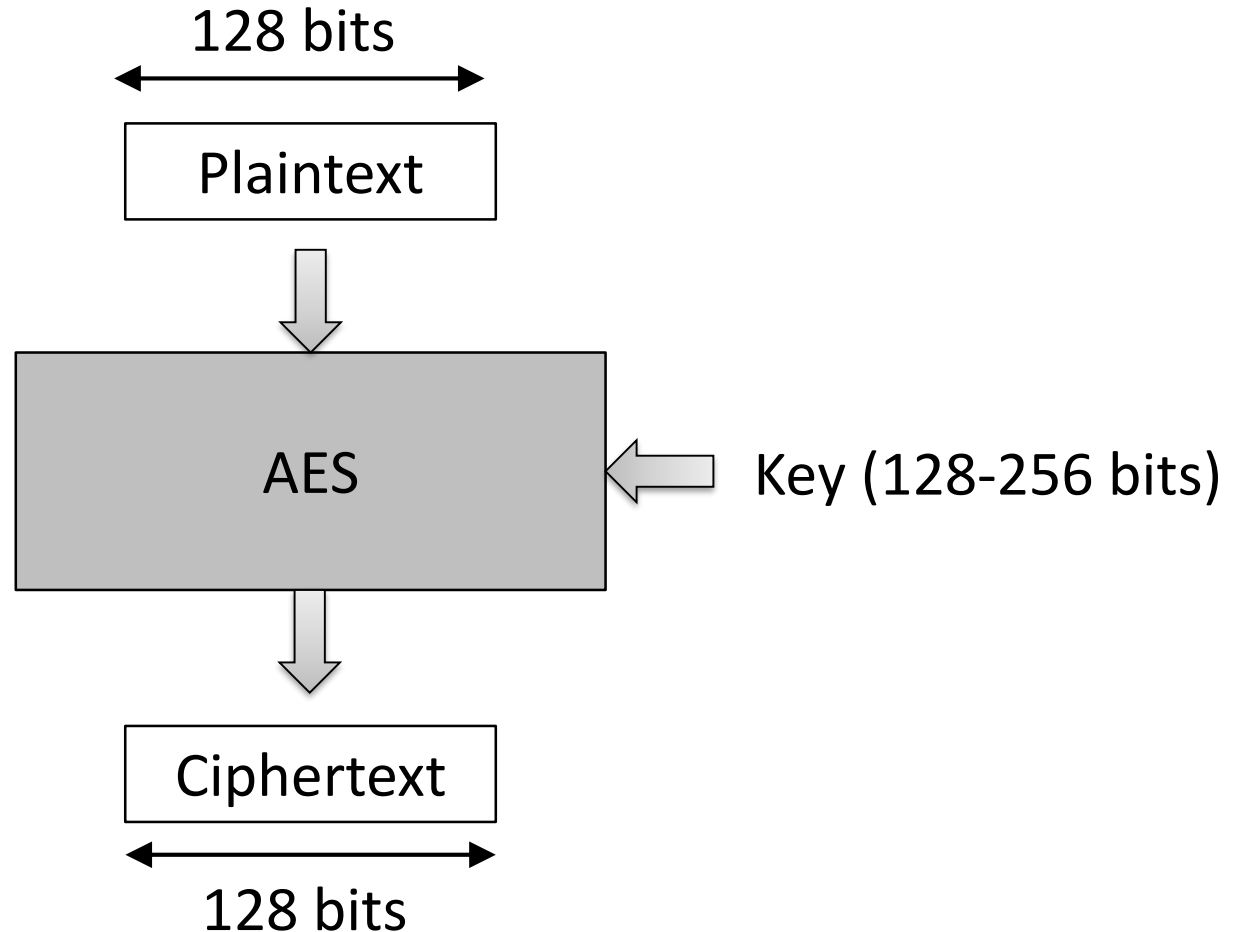 128 bits
Plaintext
AES
Key (128-256 bits)
Ciphertext
128 bits